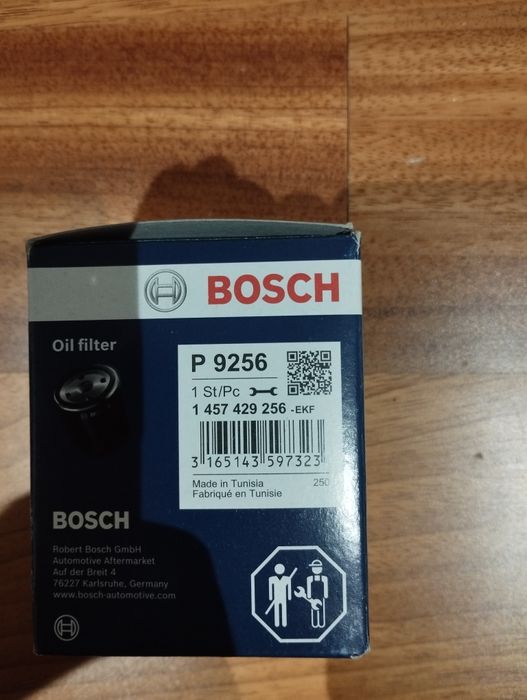 BOSCH
Oil filter
P 9256
1 St/Pc
1 457 429 256 -EKF
3 165143 597323
Made in Tunisia 250
Fabriqué en Tunisie
BOSCH
Robert Bosch GmbH
Automotive Aftermarket
Auf der Breit 4
76227 Karlsruhe, Germany
www.bosch-automotive.com